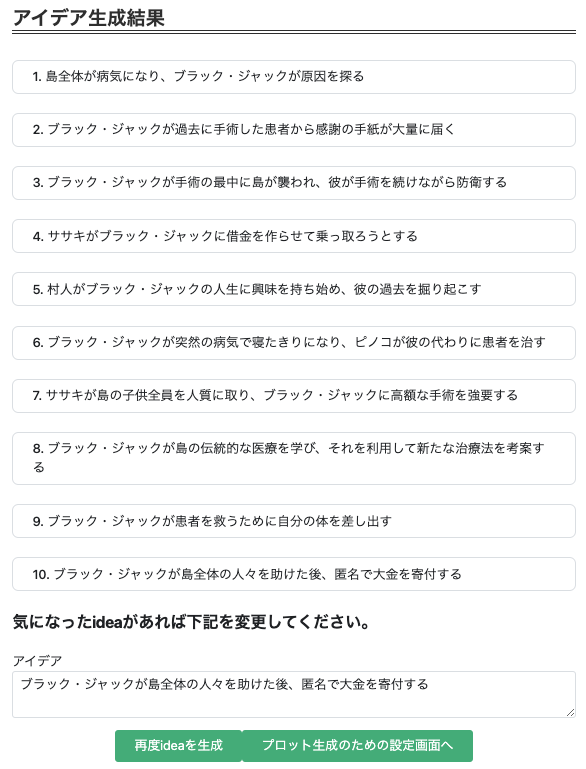 アイデア生成結果
1. 島全体が病気になり、ブラック・ジャックが原因を探る
2. ブラック・ジャックが過去に手術した患者から感謝の手紙が大量に届く
3. ブラック・ジャックが手術の最中に島が襲われ、彼が手術を続けながら防衛する
4. ササキがブラック・ジャックに借金を作らせて乗っ取ろうとする
5. 村人がブラック・ジャックの人生に興味を持ち始め、彼の過去を掘り起こす
6. ブラック・ジャックが突然の病気で寝たきりになり、ピノコが彼の代わりに患者を治す
7. ササキが島の子供全員を人質に取り、ブラック・ジャックに高額な手術を強要する
8. ブラック・ジャックが島の伝統的な医療を学び、それを利用して新たな治療法を考案す
る
9. ブラック・ジャックが患者を救うために自分の体を差し出す
10. ブラック・ジャックが島全体の人々を助けた後、匿名で大金を寄付する
気になったideaがあれば下記を変更してください。
アイデア
ブラック・ジャックが島全体の人々を助けた後、匿名で大金を寄付する
再度ideaを生成 プロット生成のための設定画面へ